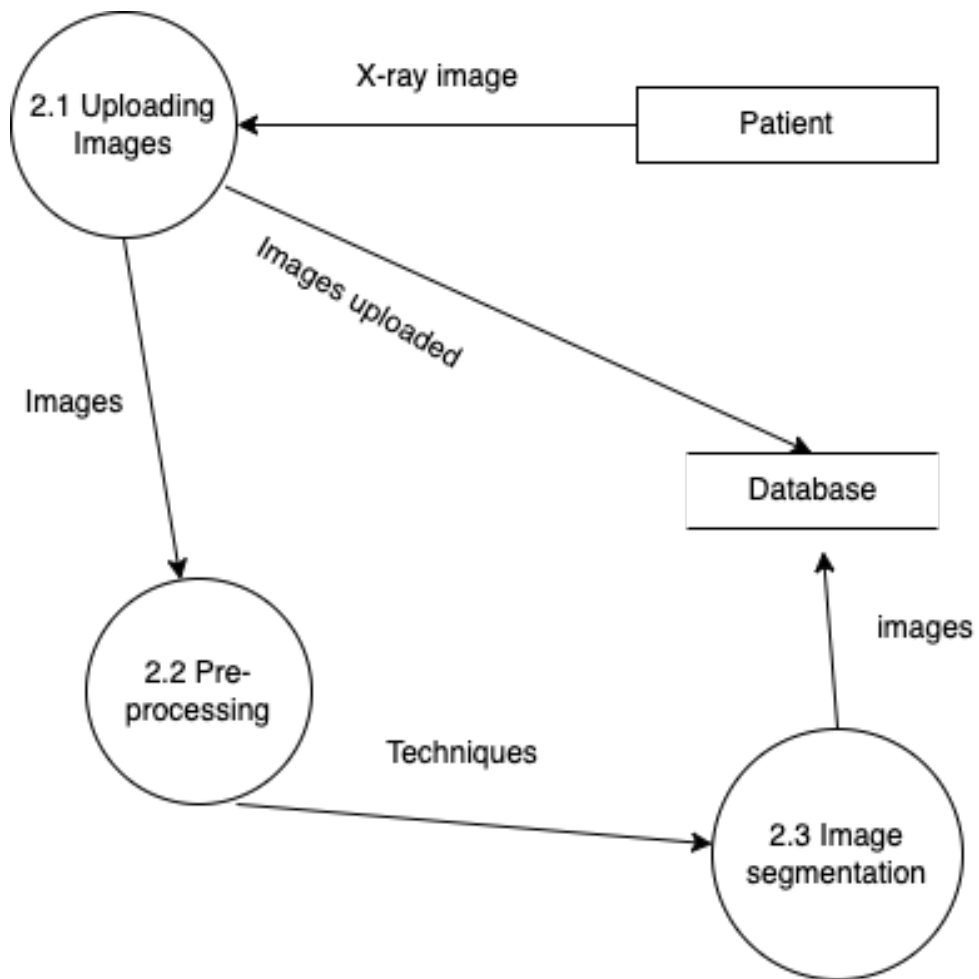 X-ray image
2.1 Uploading
Images
Patient
Images uploaded
Images
Database
images
2.2 Pre-
processing
Techniques
2.3 Image
segmentation